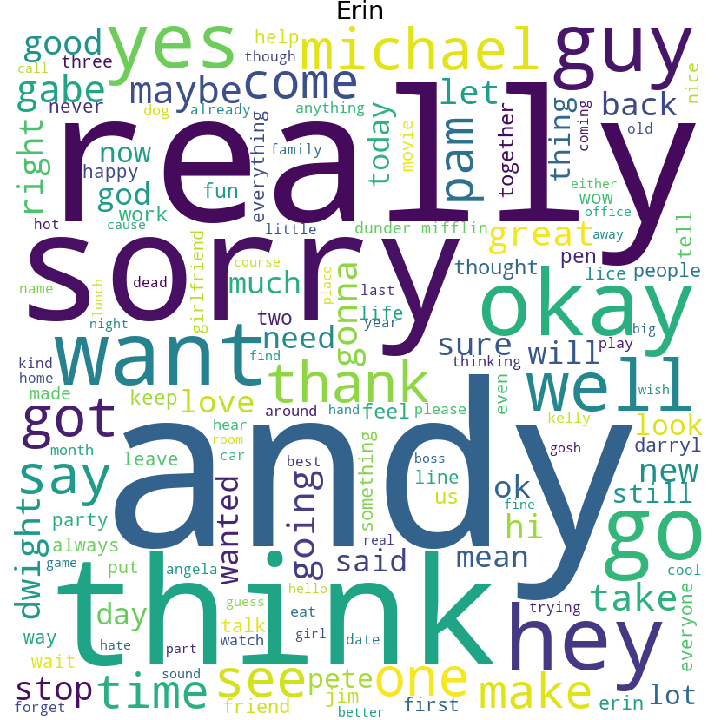 Erin
good yes help michael guy
call three though
gabe maybe come let back nice
never already anything
dog
right now happy god fun family everything today movie pam together thing coming old
work either wow
hot cause little dunder mifflin office away
really
sorry great tell
girlfriend course pen
name dead lunch much place last thought lice people
night two life year okay big
want need gonna sure will play
find thinking
kind home thank well wish
made keep love around hand feel please even kelly look
got hear room gosh darryl
month leave car best something boss line
say andy ok new
party us fine still
always wanted going real said mean hi
dwight game put angela think hello cool
go
day guess eat trying take everyone
way talk watch girl date hey
wait hate part
stop time sound see pete one make
forget friend jim better first erin lot